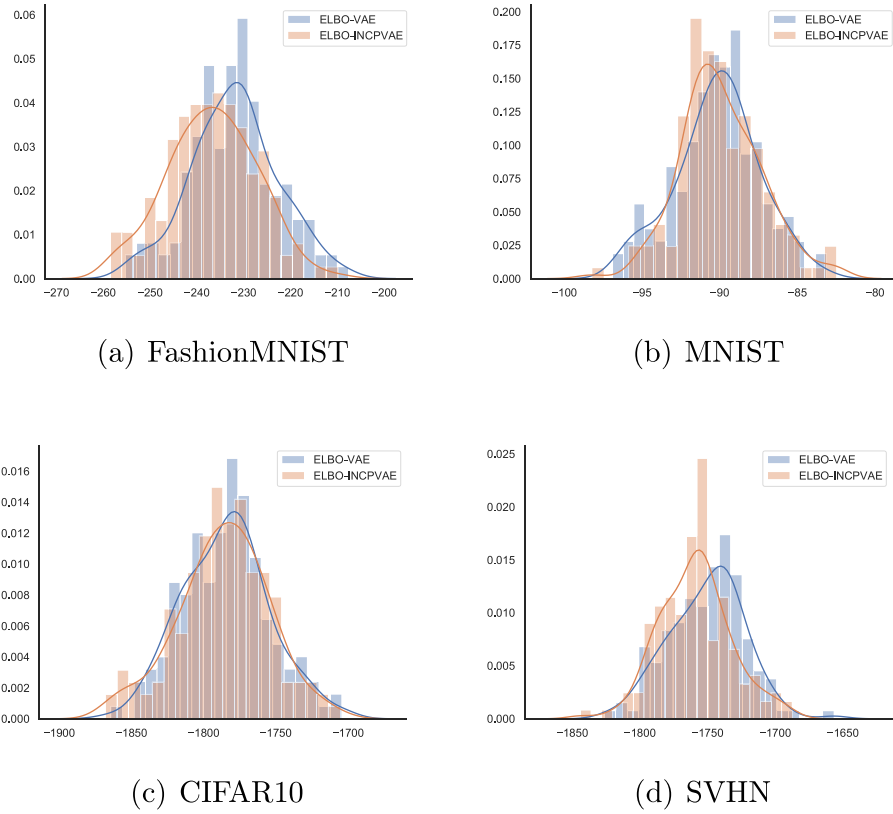 0.06
0.05
0.04
0.03
0.02
0.01
0.00
−270 −260 −250 −240 −230 −220 −210 −200
ELBO-VAE
ELBO-INCPVAE
(a) FashionMNIST
0.200
0.175
0.150
0.125
0.100
0.075
0.050
0.025
0.000
−100 −95 −90 −85 −80
ELBO-VAE
ELBO-INCPVAE
(b) MNIST
0.016
0.014
0.012
0.010
0.008
0.006
0.004
0.002
0.000
−1900 −1850 −1800 −1750 −1700
ELBO-VAE
ELBO-INCPVAE
(c) CIFAR10
0.025
0.020
0.015
0.010
0.005
0.000
−1850 −1800 −1750 −1700 −1650
ELBO-VAE
ELBO-INCPVAE
(d) SVHN